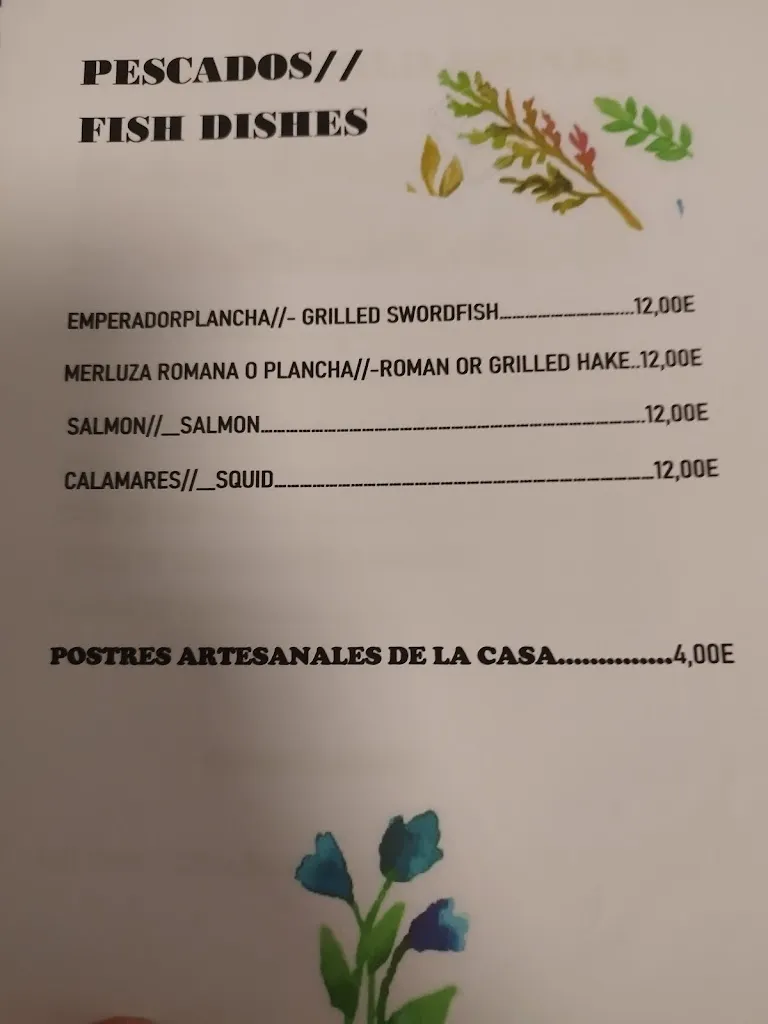 PESCADOS//
FISH DISHES
EMPERADORPLANCHA//- GRILLED SWORDFISH..............................12,00E
MERLUZA ROMANA O PLANCHA//-ROMAN OR GRILLED HAKE..12,00E
SALMON//__SALMON..............................................................12,00E
CALAMARES//__SQUID..............................................................12,00E
POSTRES ARTESANALES DE LA CASA..............4,00E